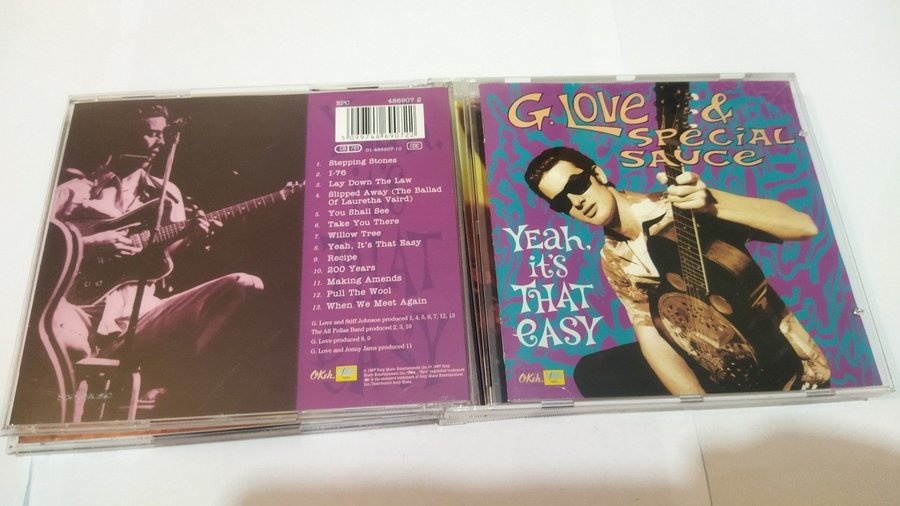 EPC
486907 2
5 099748 690722
01-486907-10
CDC
1. Stepping Stones
2. I-76
3. Lay Down The Law
4. Slipped Away (The Ballad
Of Lauretha Vaird)
5. You Shall See
6. Take You There
7. Willow Tree
8. Yeah, It's That Easy
9. Recipe
10. 200 Years
11. Making Amends
12. Pull The Wool
13. When We Meet Again
G. Love and Stiff Johnson produced 1, 4, 5, 6, 7, 12, 13
The All Fellas Band produced 2, 3, 10
G. Love produced 8, 9
G. Love and Jonny Jams produced 11
G. LOVE &
SPECIAL
SAUCE
YEAH,
it's
THAT
eASY
OKeh